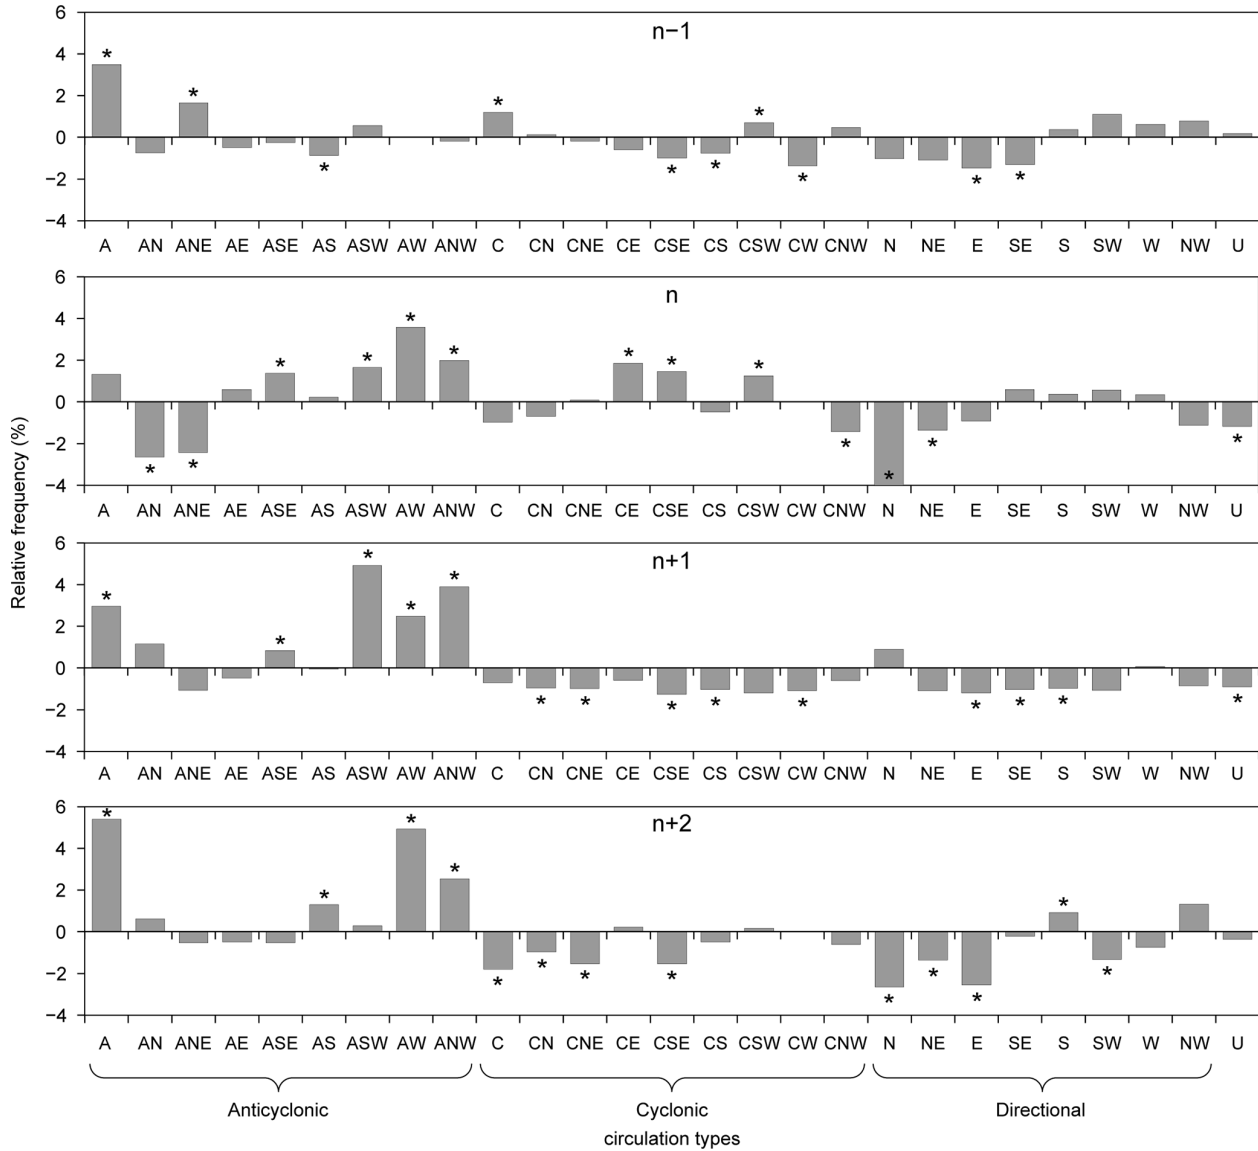 n−1
6
4
2
0
−2
−4
* * * * * * * * * *
A AN ANE AE ASE AS ASW AW ANW C CN CNE CE CSE CS CSW CW CNW N NE E SE S SW W NW U
n
6
4
2
0
−2
−4
* * * * * * * * * * * * *
A AN ANE AE ASE AS ASW AW ANW C CN CNE CE CSE CS CSW CW CNW N NE E SE S SW W NW U
Relative frequency (%)
n+1
6
4
2
0
−2
−4
* * * * * * * * * * * * * *
A AN ANE AE ASE AS ASW AW ANW C CN CNE CE CSE CS CSW CW CNW N NE E SE S SW W NW U
n+2
6
4
2
0
−2
−4
* * * * * * * * * * * * *
A AN ANE AE ASE AS ASW AW ANW C CN CNE CE CSE CS CSW CW CNW N NE E SE S SW W NW U
Anticyclonic Cyclonic Directional
circulation types